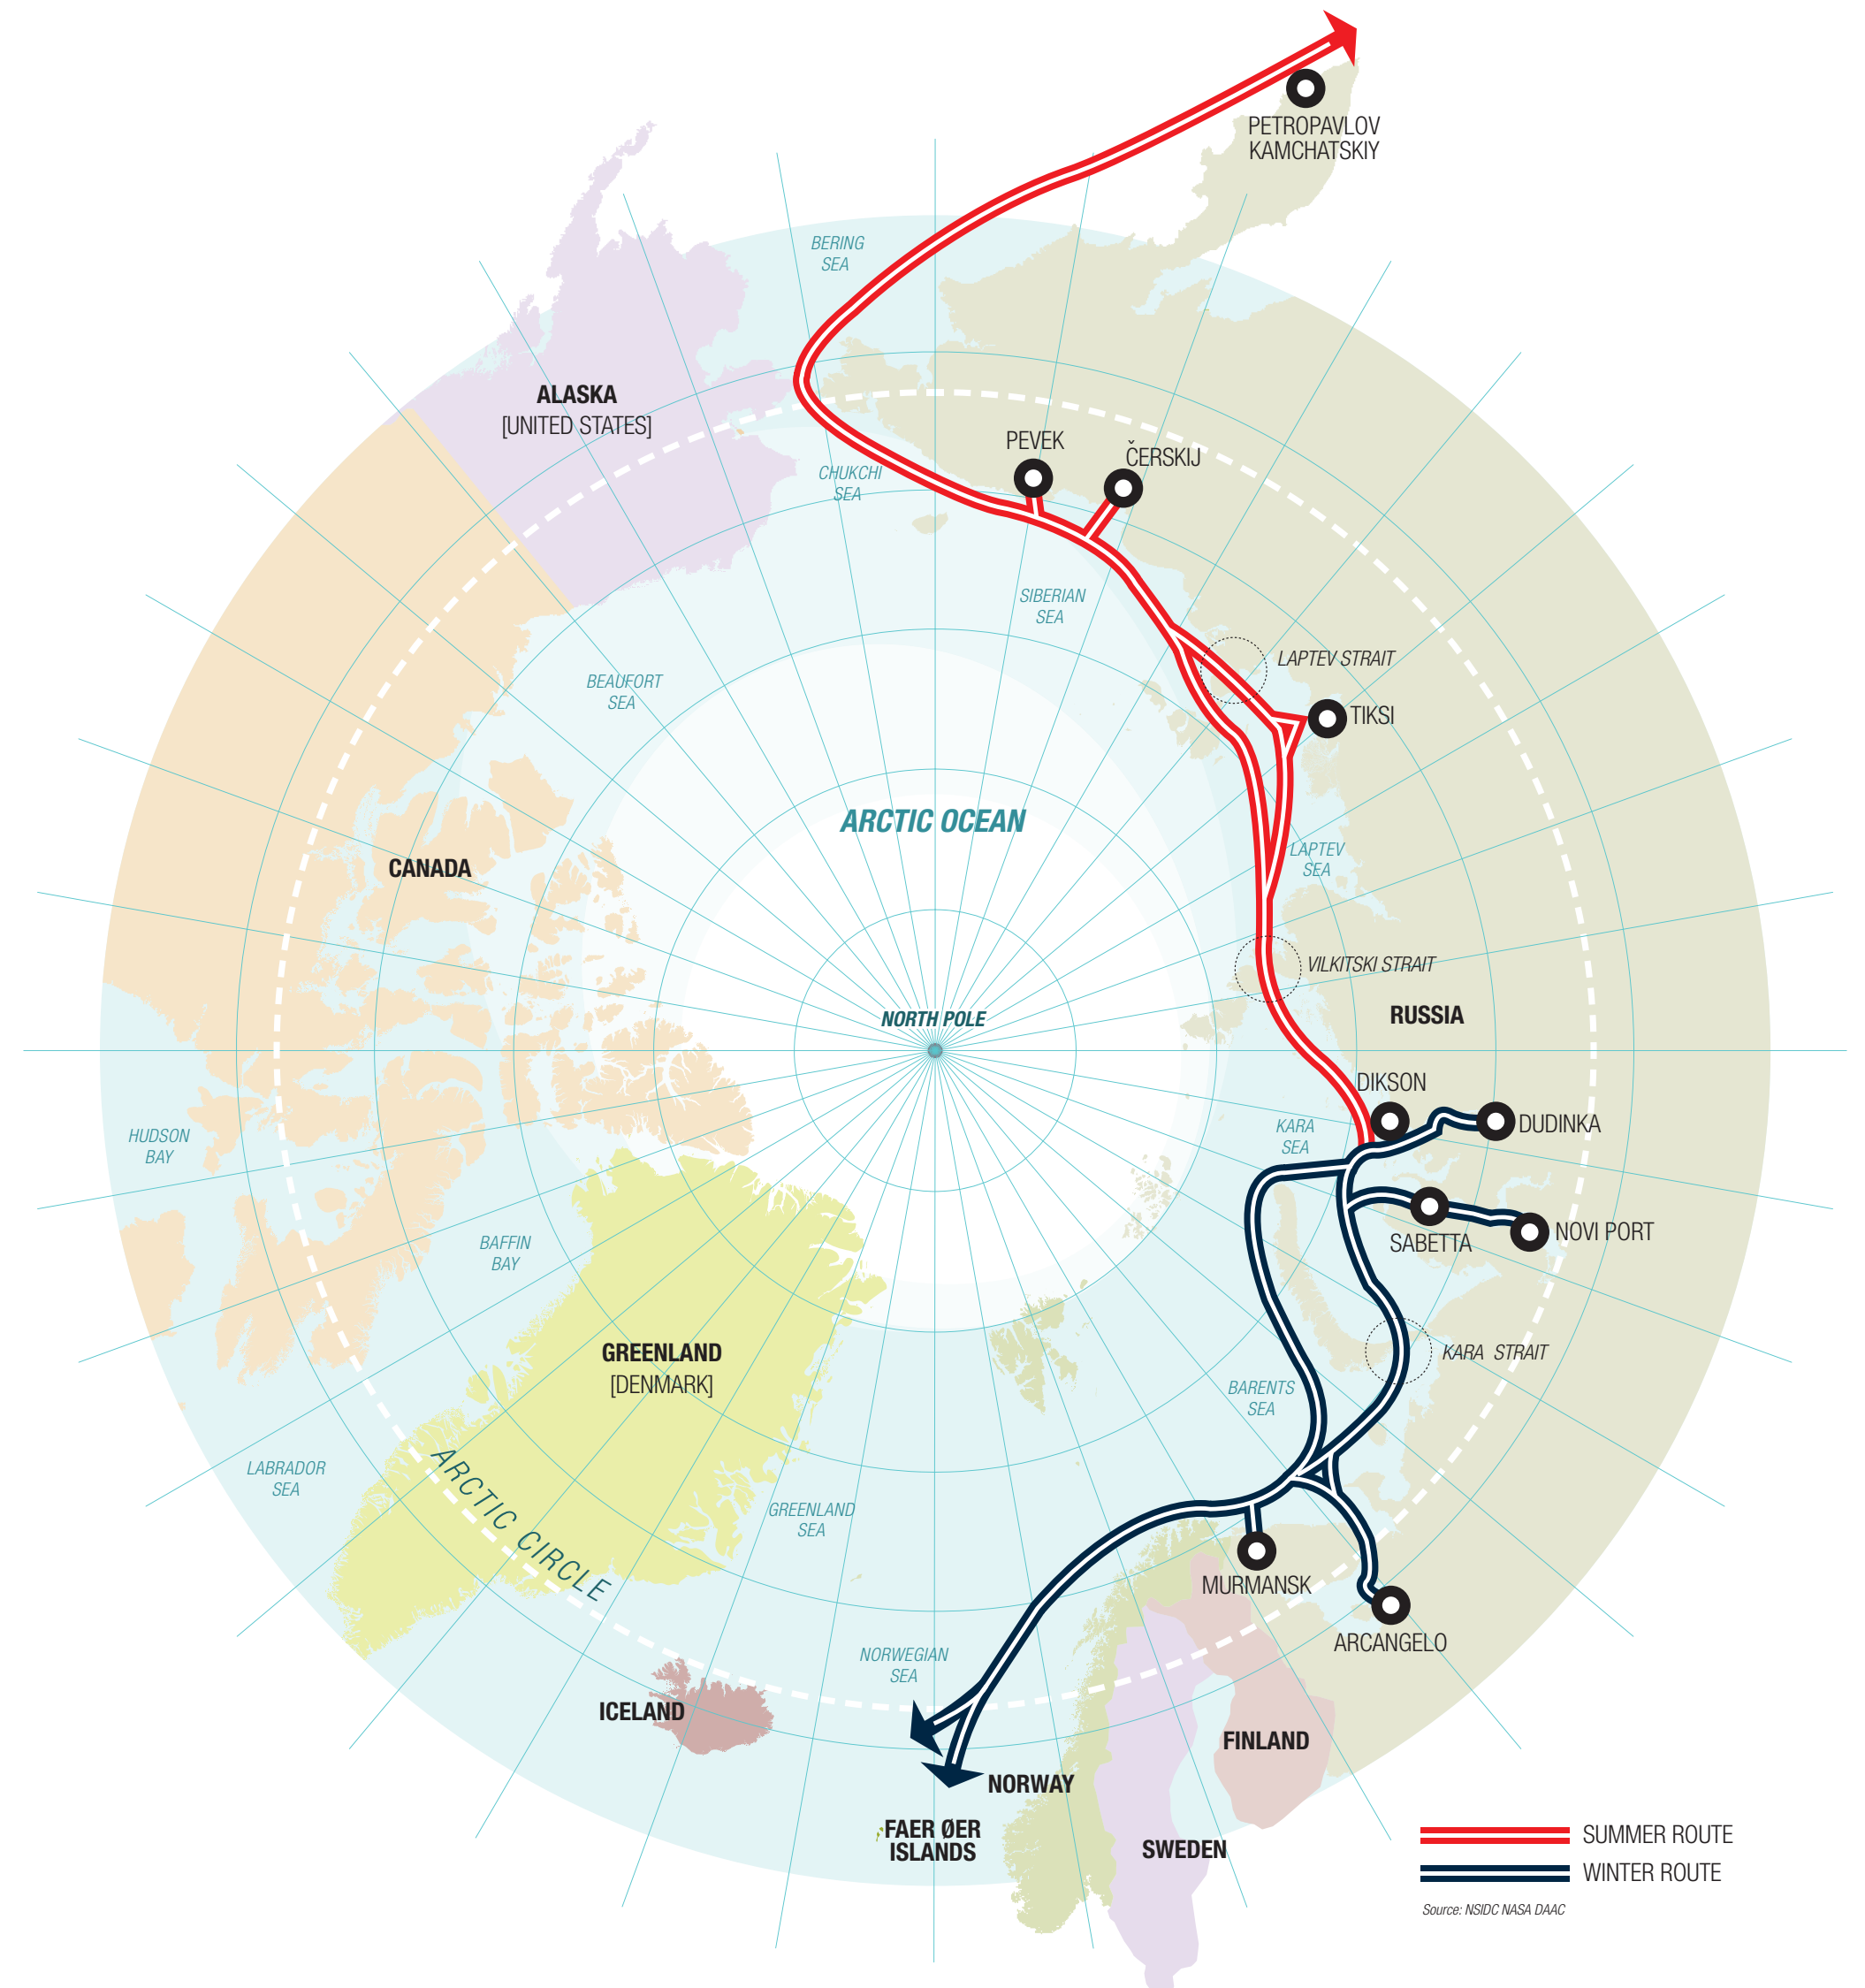 PETROPAVLOV
KAMCHATSKIY
BERING
SEA
ALASKA
[UNITED STATES]
PEVEK
ČERSKIJ
CHUKCHI
SEA
SIBERIAN
SEA
LAPTEV STRAIT
BEAUFORT
SEA
TIKSI
ARCTIC OCEAN
LAPTEV
SEA
CANADA
VILKITSKI STRAIT
NORTH POLE
RUSSIA
DIKSON
DUDINKA
KARA
SEA
HUDSON
BAY
NOVI PORT
SABETTA
BAFFIN
BAY
GREENLAND
[DENMARK]
KARA STRAIT
BARENTS
SEA
LABRADOR
SEA
ARCTIC CIRCLE
GREENLAND
SEA
MURMANSK
ARCANGELO
NORWEGIAN
SEA
ICELAND
FINLAND
NORWAY
FAER ØER
ISLANDS
SWEDEN
SUMMER ROUTE
WINTER ROUTE
Source: NSIDC NASA DAAC